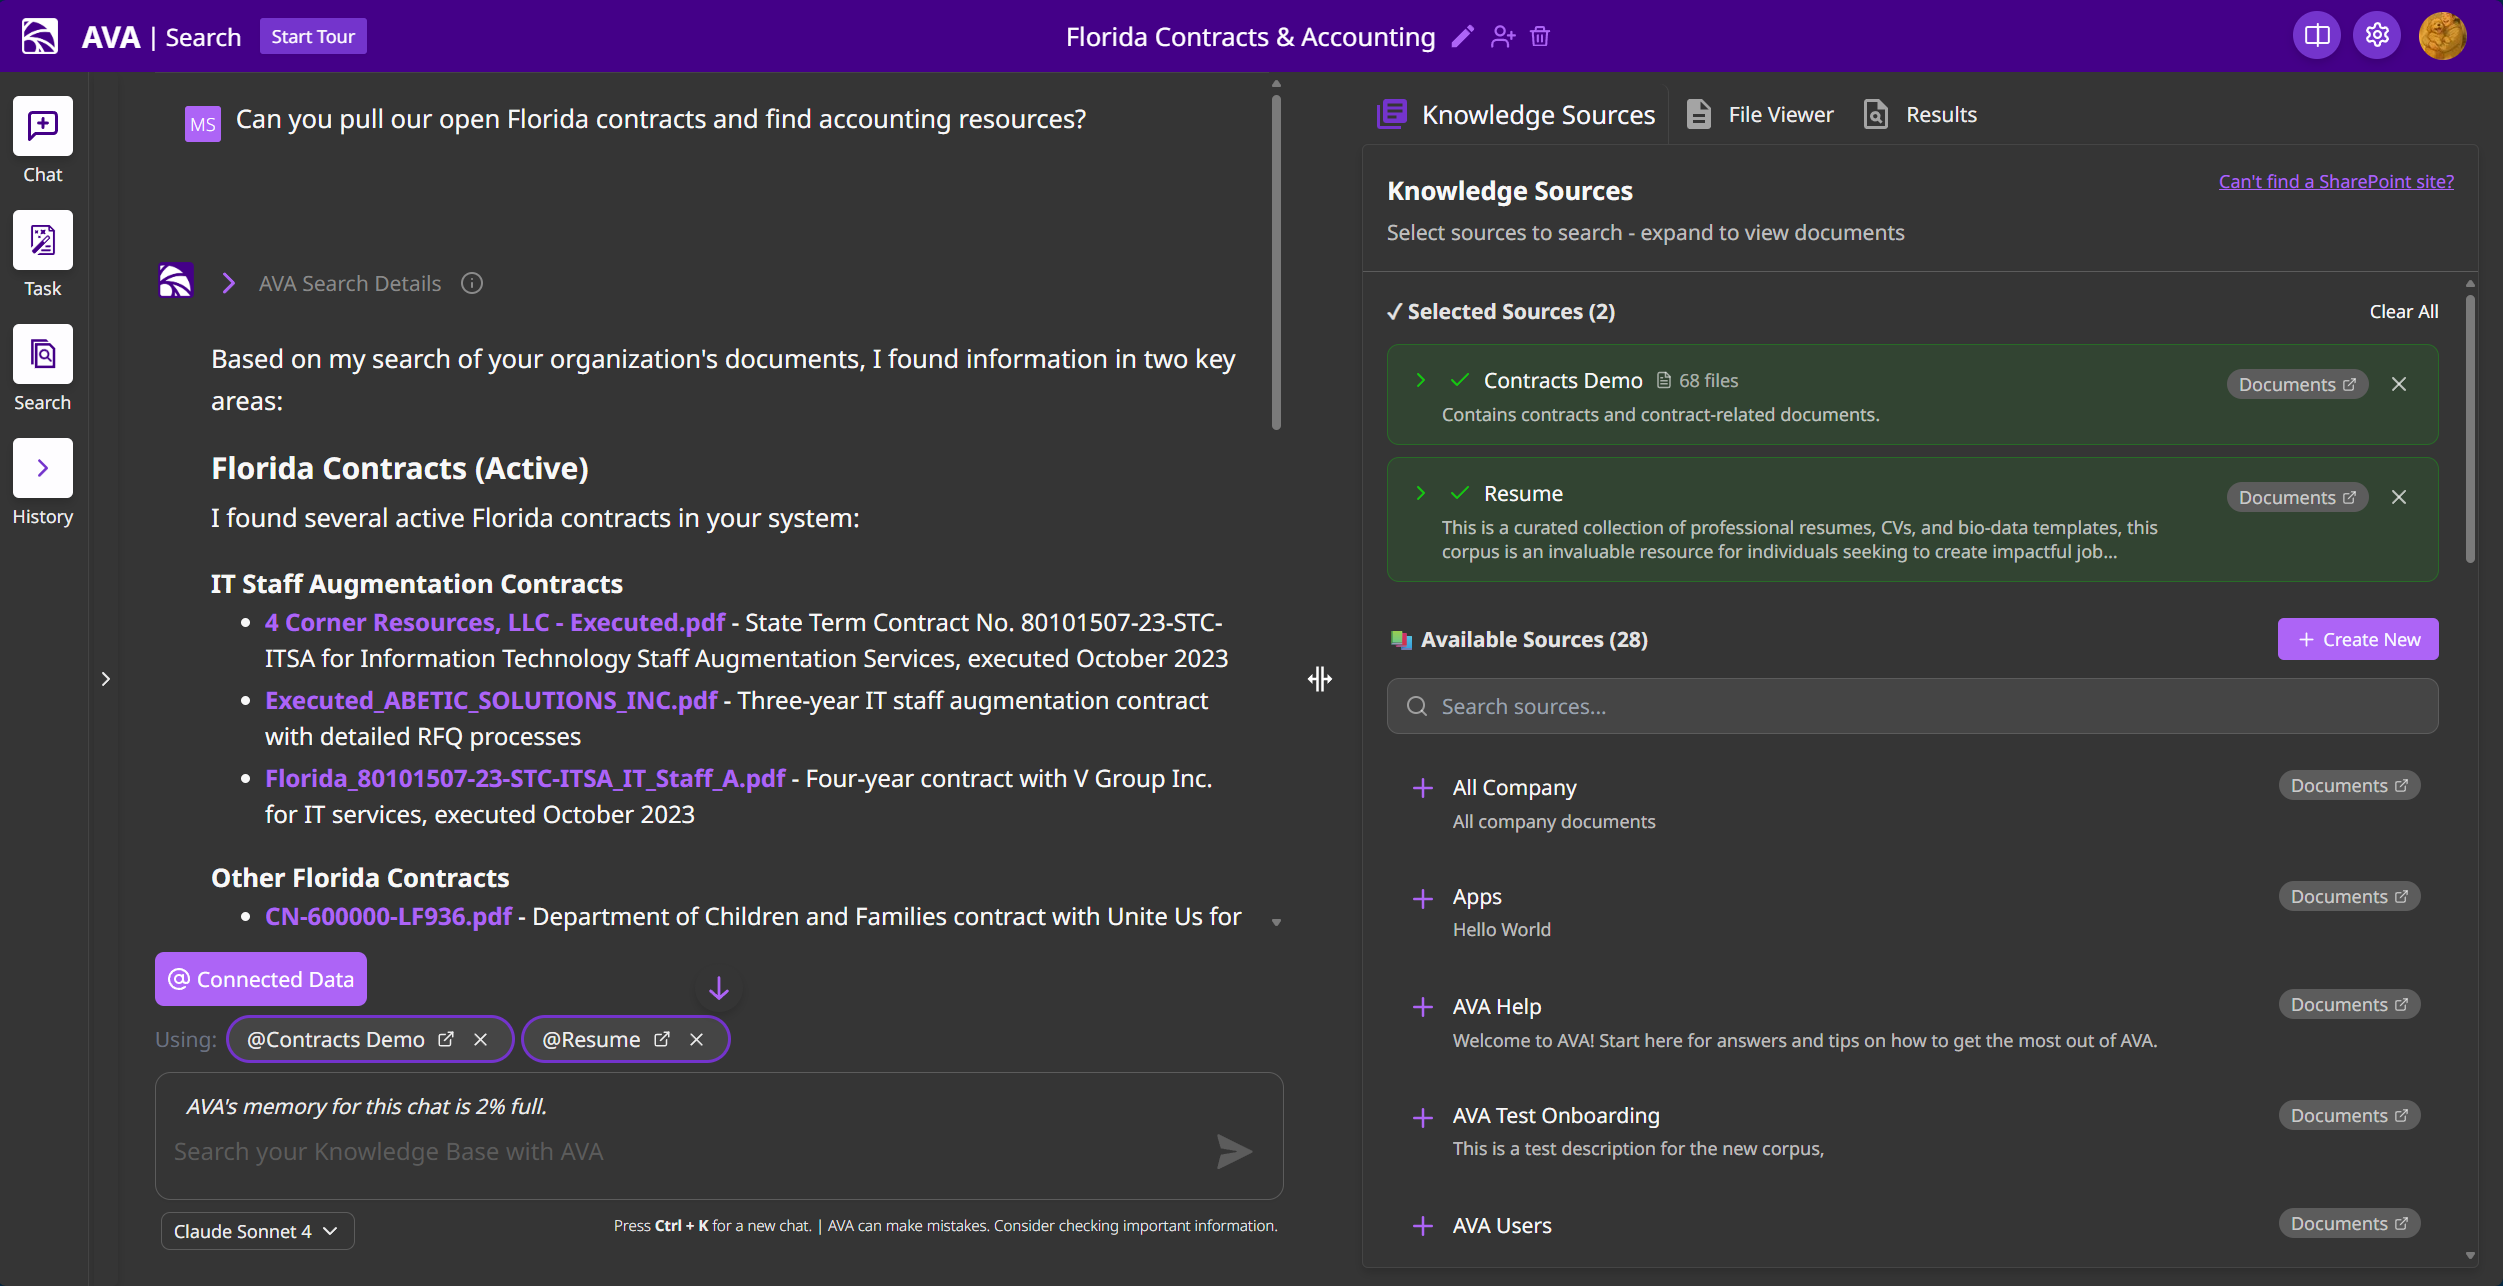 AVA | Search
Start Tour
Florida Contracts & Accounting
Chat
Task
Search
History
MS
Can you pull our open Florida contracts and find accounting resources?
AVA Search Details
Based on my search of your organization's documents, I found information in two key
areas:
Florida Contracts (Active)
I found several active Florida contracts in your system:
IT Staff Augmentation Contracts
• 4 Corner Resources, LLC - Executed.pdf - State Term Contract No. 80101507-23-STC-
ITSA for Information Technology Staff Augmentation Services, executed October 2023
• Executed_ABETIC_SOLUTIONS_INC.pdf - Three-year IT staff augmentation contract
with detailed RFQ processes
• Florida_80101507-23-STC-ITSA_IT_Staff_A.pdf - Four-year contract with V Group Inc.
for IT services, executed October 2023
Other Florida Contracts
• CN-600000-LF936.pdf - Department of Children and Families contract with Unite Us for
@ Connected Data
Using:
@Contracts Demo
@Resume
AVA's memory for this chat is 2% full.
Search your Knowledge Base with AVA
Claude Sonnet 4
Press Ctrl + K for a new chat. | AVA can make mistakes. Consider checking important information.
Knowledge Sources
File Viewer
Results
Knowledge Sources
Can't find a SharePoint site?
Select sources to search - expand to view documents
✓ Selected Sources (2)
Clear All
Contracts Demo
68 files
Documents
Contains contracts and contract-related documents.
Resume
Documents
This is a curated collection of professional resumes, CVs, and bio-data templates, this
corpus is an invaluable resource for individuals seeking to create impactful job...
Available Sources (28)
+ Create New
Search sources...
All Company
Documents
All company documents
Apps
Documents
Hello World
AVA Help
Documents
Welcome to AVA! Start here for answers and tips on how to get the most out of AVA.
AVA Test Onboarding
Documents
This is a test description for the new corpus,
AVA Users
Documents